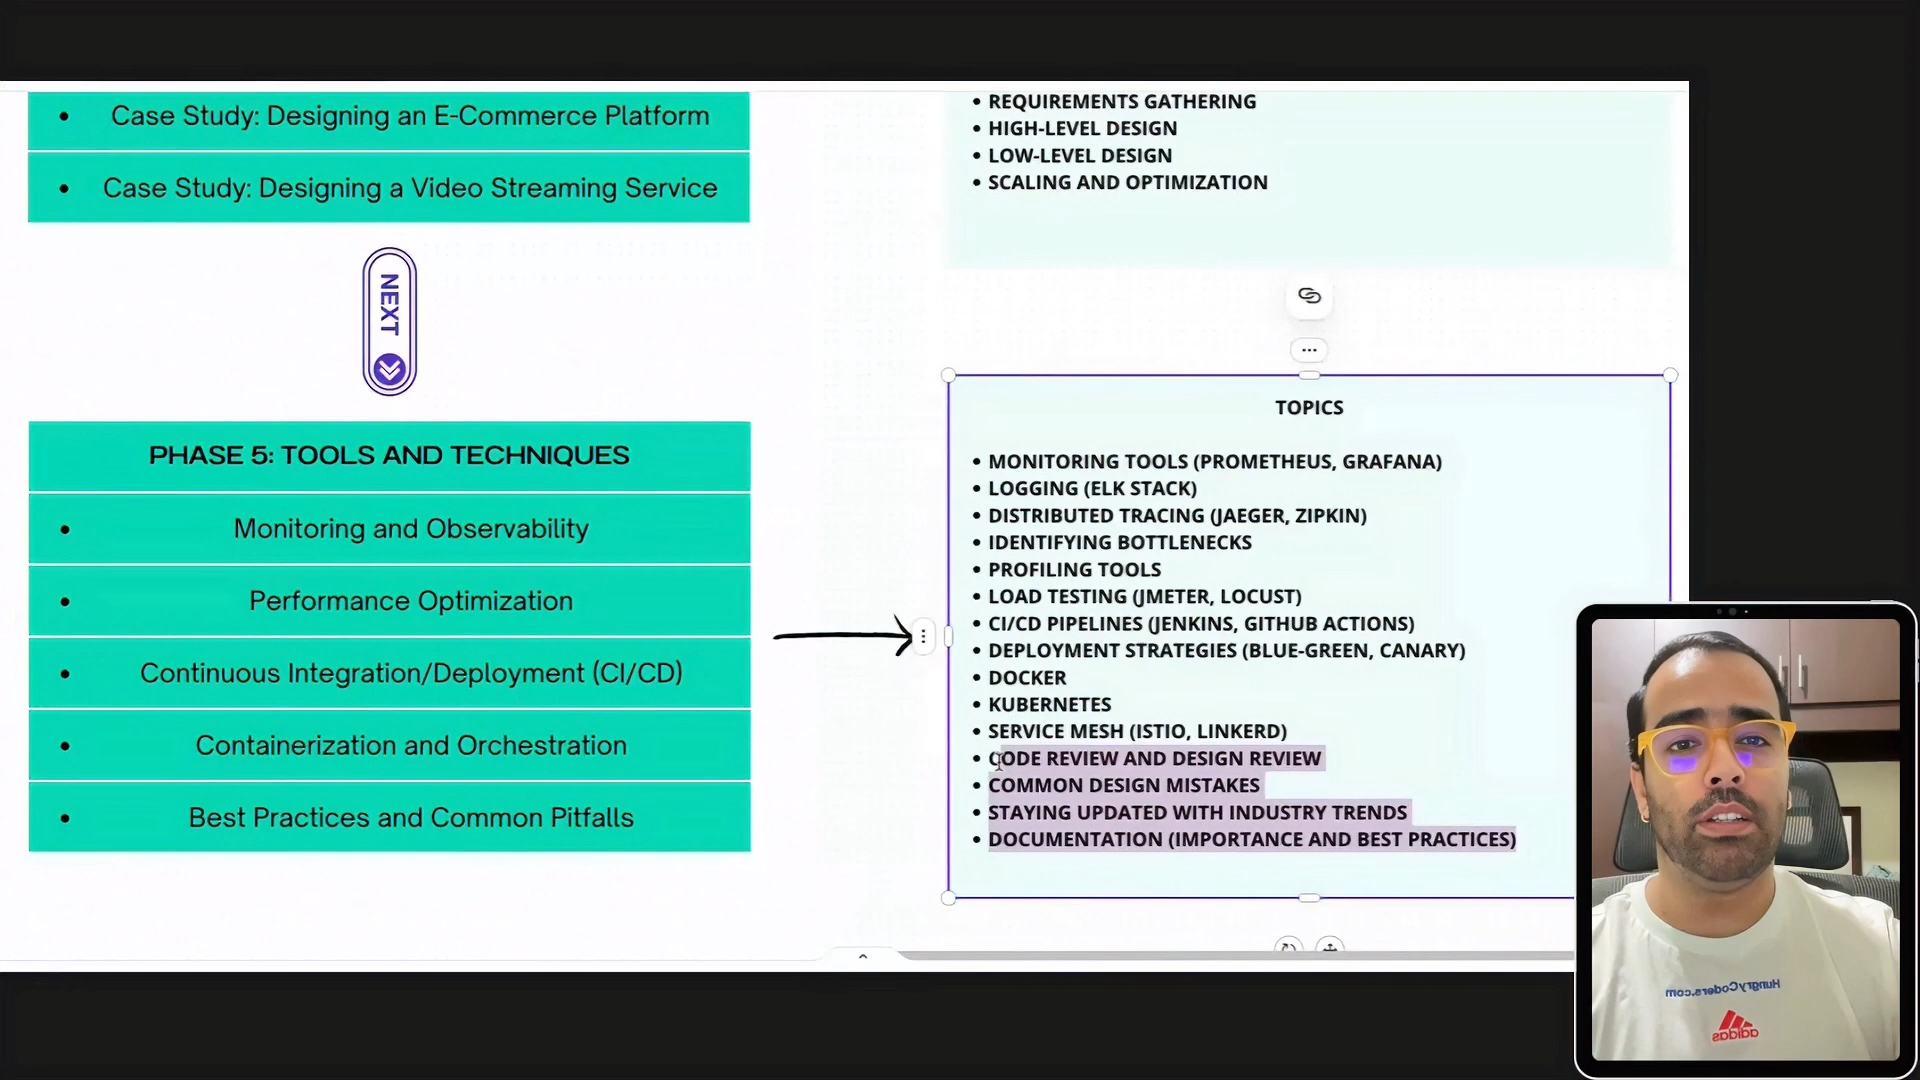 • Case Study: Designing an E-Commerce Platform
• Case Study: Designing a Video Streaming Service
NEXT
PHASE 5: TOOLS AND TECHNIQUES
• Monitoring and Observability
• Performance Optimization
• Continuous Integration/Deployment (CI/CD)
• Containerization and Orchestration
• Best Practices and Common Pitfalls
• REQUIREMENTS GATHERING
• HIGH-LEVEL DESIGN
• LOW-LEVEL DESIGN
• SCALING AND OPTIMIZATION
TOPICS
• MONITORING TOOLS (PROMETHEUS, GRAFANA)
• LOGGING (ELK STACK)
• DISTRIBUTED TRACING (JAEGER, ZIPKIN)
• IDENTIFYING BOTTLENECKS
• PROFILING TOOLS
• LOAD TESTING (JMETER, LOCUST)
• CI/CD PIPELINES (JENKINS, GITHUB ACTIONS)
• DEPLOYMENT STRATEGIES (BLUE-GREEN, CANARY)
• DOCKER
• KUBERNETES
• SERVICE MESH (ISTIO, LINKERD)
• CODE REVIEW AND DESIGN REVIEW
• COMMON DESIGN MISTAKES
• STAYING UPDATED WITH INDUSTRY TRENDS
• DOCUMENTATION (IMPORTANCE AND BEST PRACTICES)
HungryCoders.com
adidas